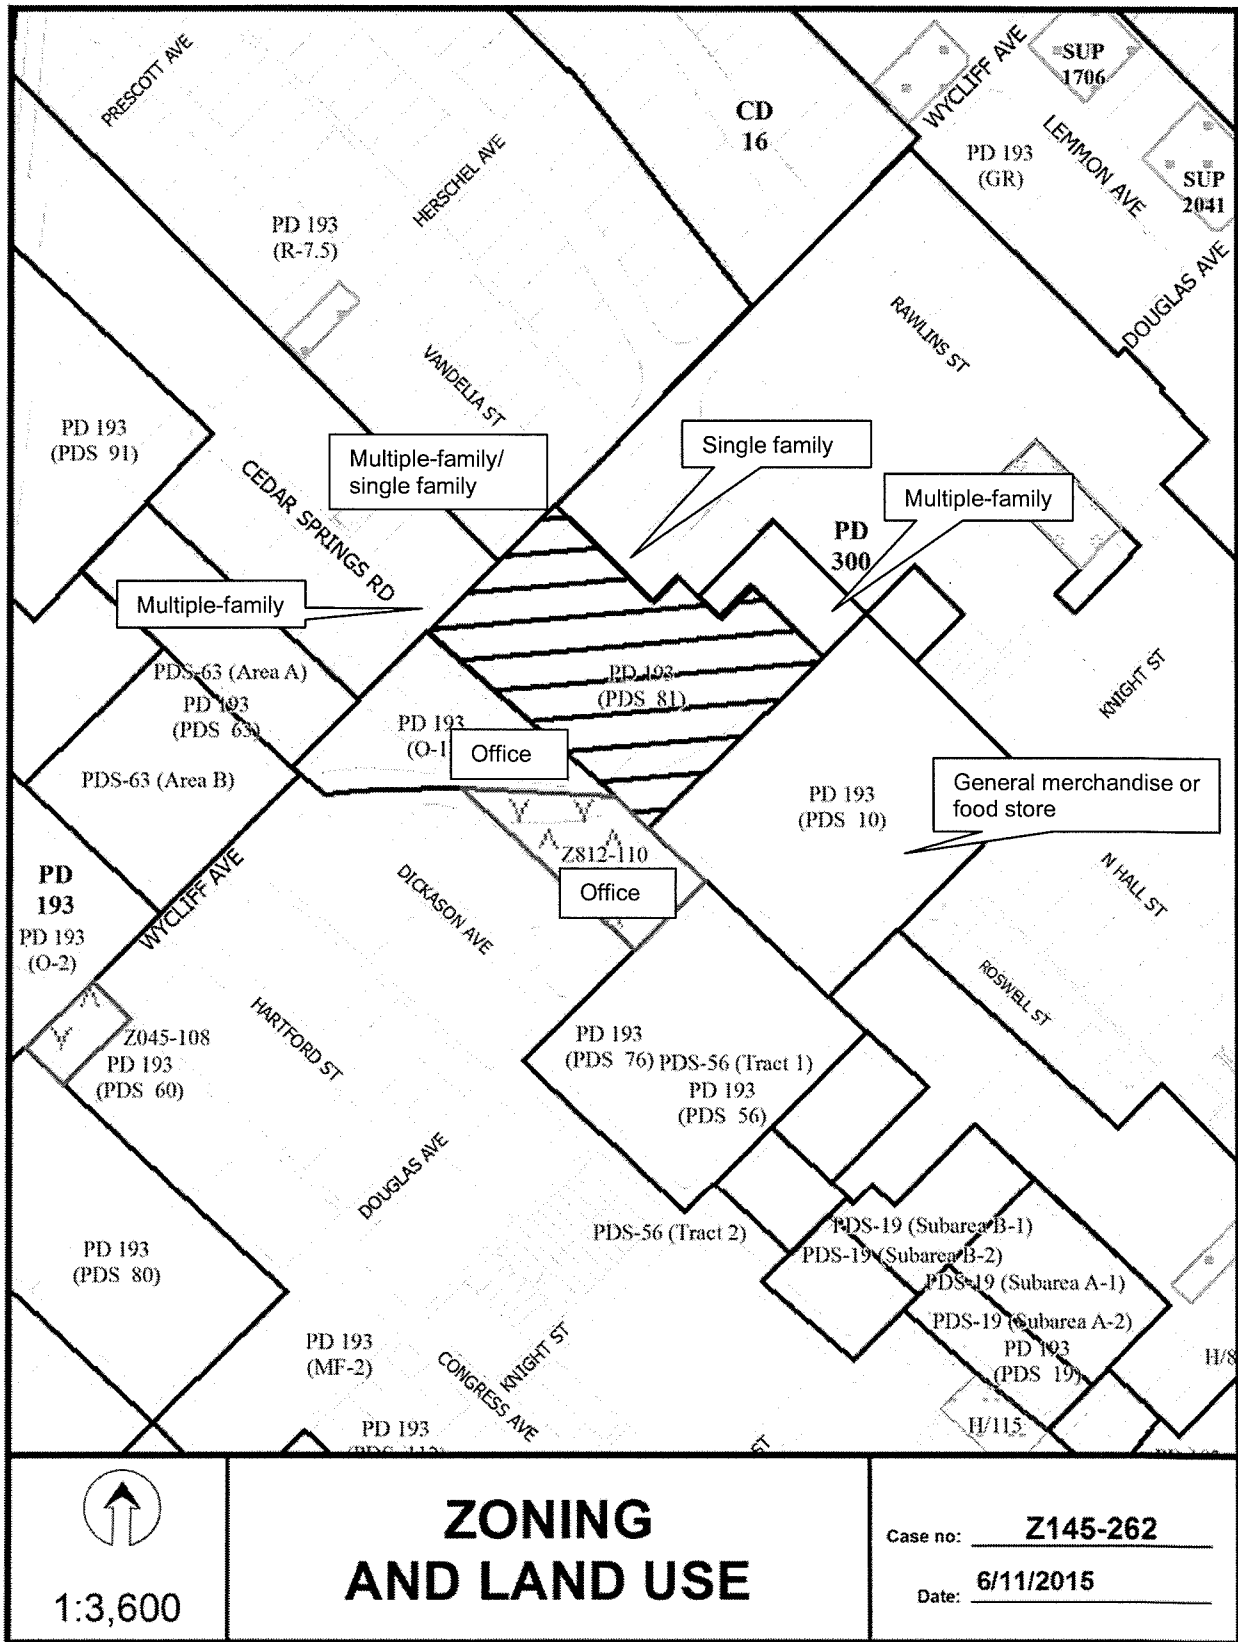 PRESCOTT AVE
HERSCHEL AVE
CD
16
WYCLIFF AVE
SUP
1706
LEMMON AVE
PD 193
(GR)
SUP
2041
DOUGLAS AVE
PD 193
(R-7.5)
RAWLINS ST
VANDELIA ST
PD 193
(PDS 91)
CEDAR SPRINGS RD
Multiple-family/
single family
Single family
Multiple-family
PD
300
Multiple-family
KNIGHT ST
PDS-63 (Area A)
PD 193
(PDS 63)
PDS-63 (Area B)
PD 193
(PDS 81)
PD 193
(O-1
Office
General merchandise or
food store
PD 193
(PDS 10)
Z812-110
Office
N HALL ST
PD
193
PD 193
(O-2)
WYCLIFF AVE
DICKASON AVE
ROSWELL ST
HARTFORD ST
Z045-108
PD 193
(PDS 60)
PD 193
(PDS 76)
PDS-56 (Tract 1)
PD 193
(PDS 56)
DOUGLAS AVE
PDS-56 (Tract 2)
PDS-19 (Subarea B-1)
PDS-19 (Subarea B-2)
PDS-19 (Subarea A-1)
PDS-19 (Subarea A-2)
PD 193
(PDS 19)
PD 193
(PDS 80)
PD 193
(MF-2)
KNIGHT ST
CONGRESS AVE
H/8
H/115
PD 193
ST
1:3,600
ZONING
AND LAND USE
Case no: Z145-262
Date: 6/11/2015